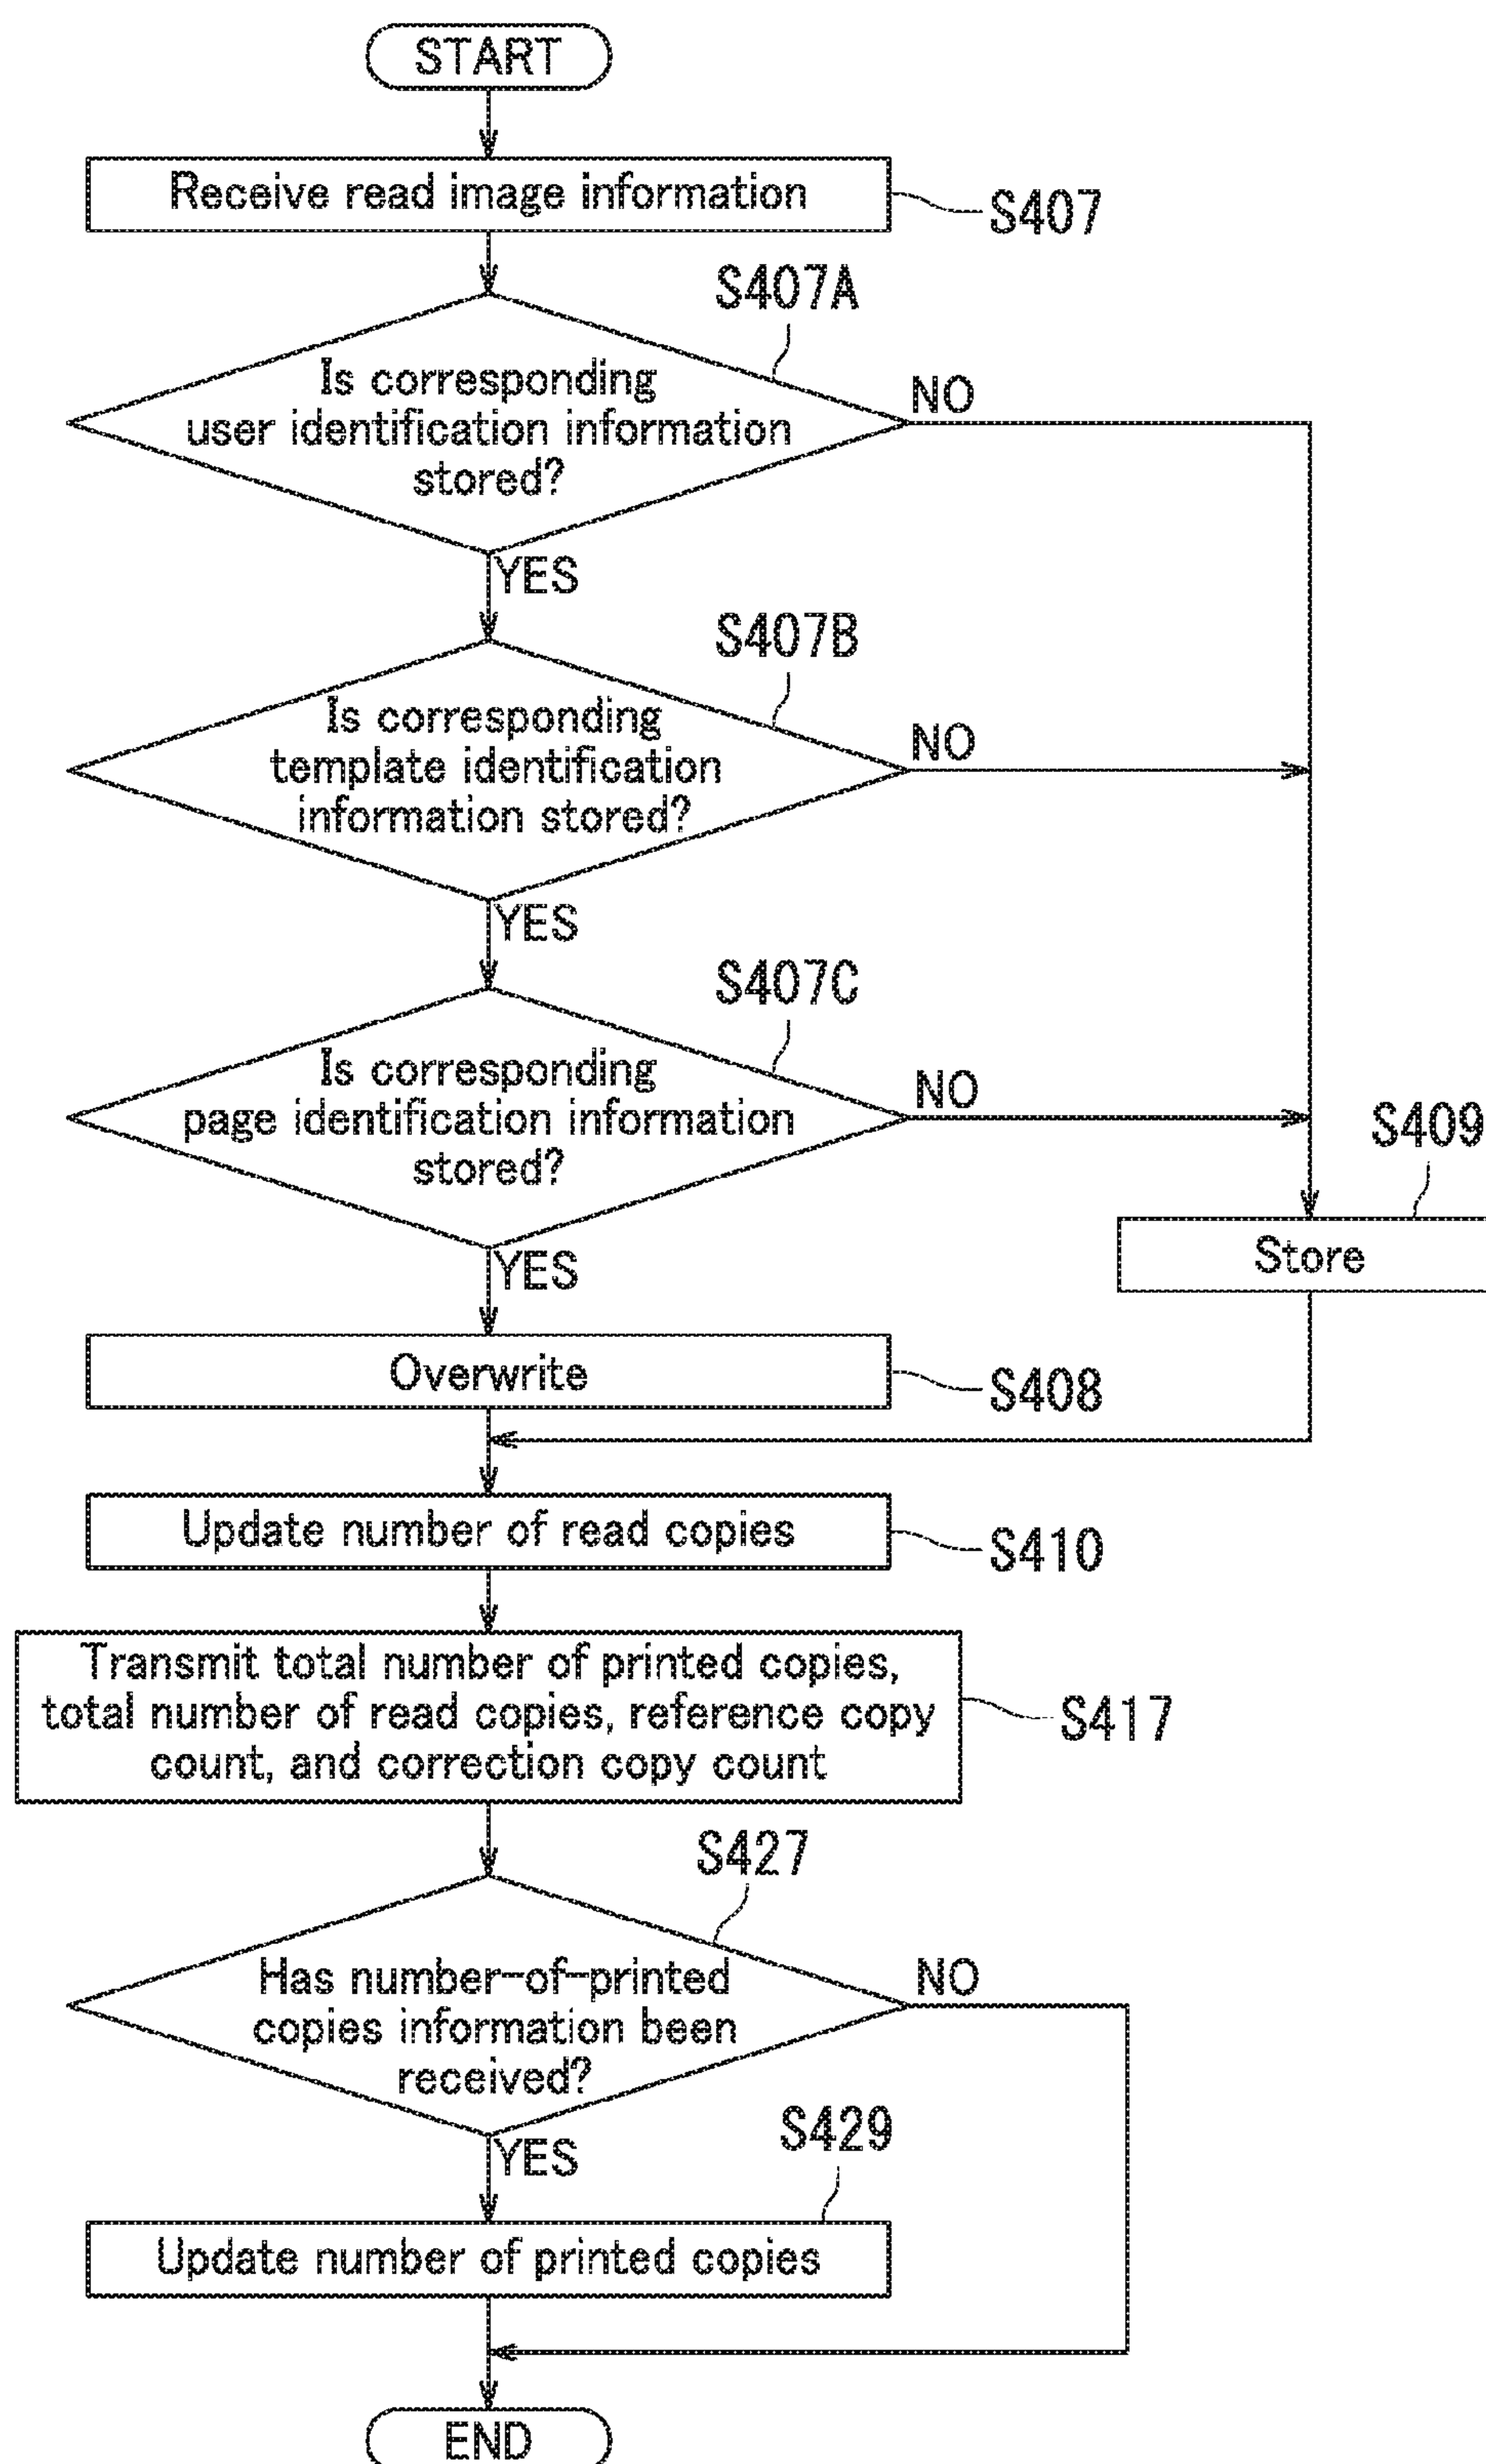 START
Receive read image information
S407
S407A
Is corresponding
user identification information
stored?
NO
YES
S407B
Is corresponding
template identification
information stored?
NO
YES
S407C
Is corresponding
page identification information
stored?
NO
YES
S409
Store
Overwrite
S408
Update number of read copies
S410
Transmit total number of printed copies,
total number of read copies, reference copy
count, and correction copy count
S417
S427
Has number-of-printed
copies information been
received?
NO
YES
S429
Update number of printed copies
END